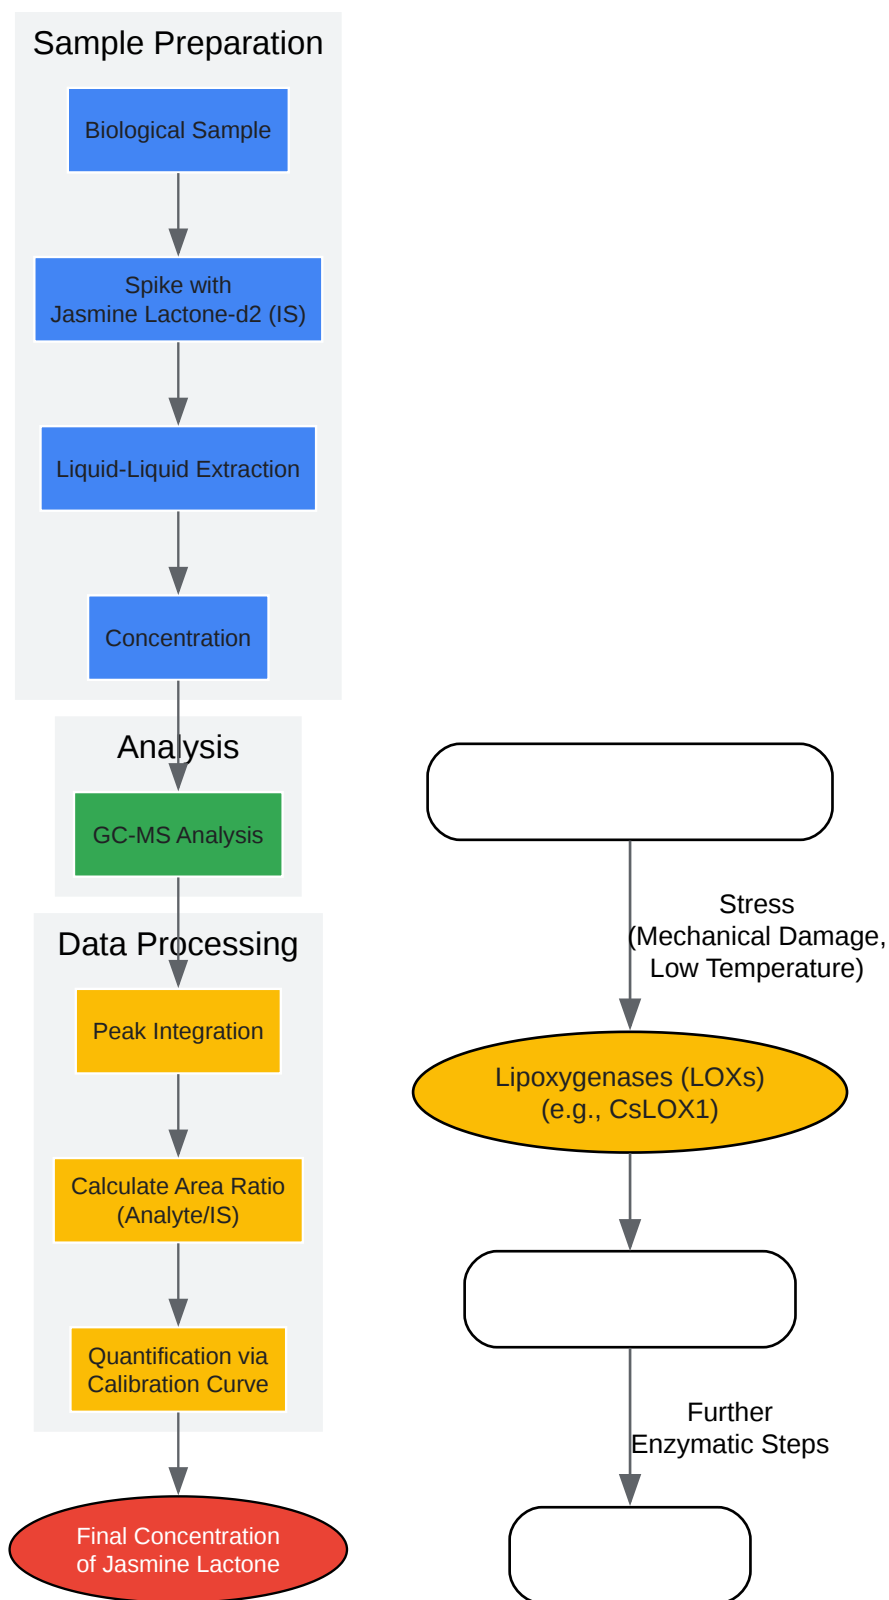 Sample Preparation
Biological Sample
Spike with
Jasmine Lactone-d2 (IS)
Liquid-Liquid Extraction
Concentration
Analysis
GC-MS Analysis
Data Processing
Peak Integration
Calculate Area Ratio
(Analyte/IS)
Quantification via
Calibration Curve
Final Concentration
of Jasmine Lactone
Stress
(Mechanical Damage,
Low Temperature)
Lipoxygenases (LOXs)
(e.g., CsLOX1)
Further
Enzymatic Steps